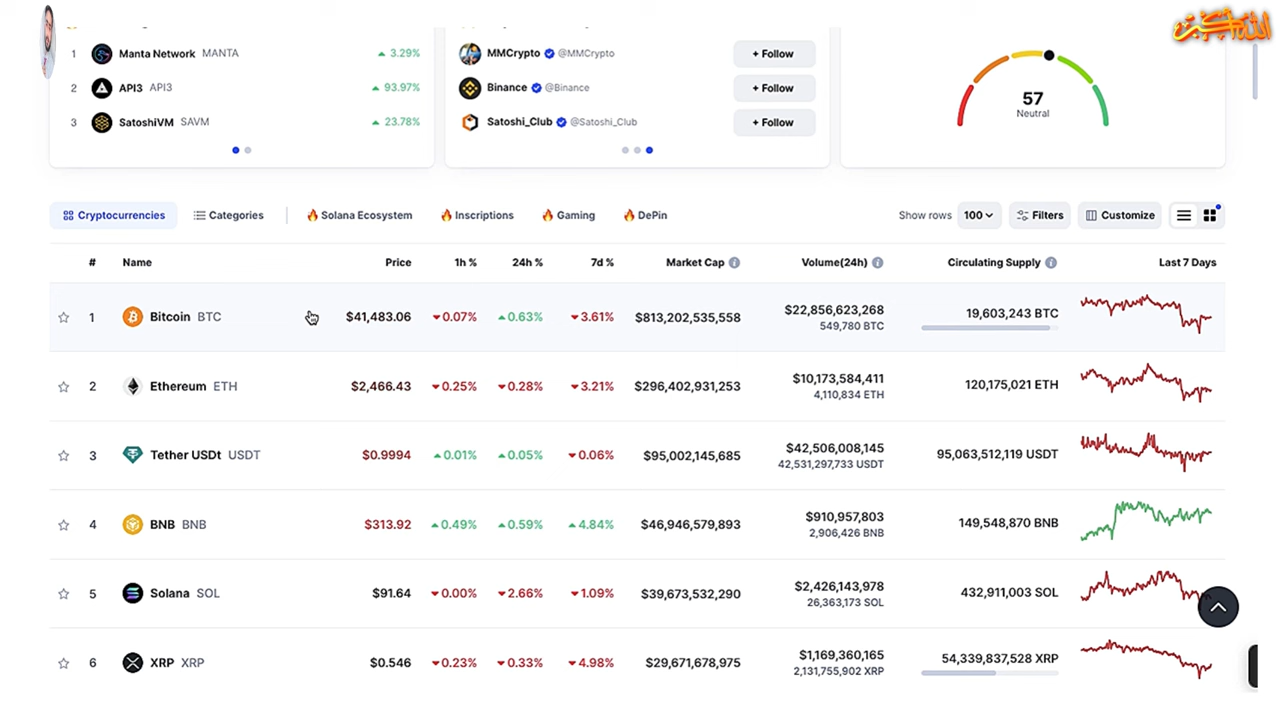 الله أكبر
1 Manta Network MANTA 3.29%
2 API3 API3 93.97%
3 SatoshiVM SAVM 23.78%
MMCrypto @MMCrypto + Follow
Binance @Binance + Follow
Satoshi_Club @Satoshi_Club + Follow
57
Neutral
Cryptocurrencies Categories Solana Ecosystem Inscriptions Gaming DePin Show rows 100 Filters Customize
# Name Price 1h % 24h % 7d % Market Cap Volume(24h) Circulating Supply Last 7 Days
1 Bitcoin BTC $41,483.06 0.07% 0.63% 3.61% $813,202,535,558 $22,856,623,268 19,603,243 BTC
549,780 BTC
2 Ethereum ETH $2,466.43 0.25% 0.28% 3.21% $296,402,931,253 $10,173,584,411 120,175,021 ETH
4,110,834 ETH
3 Tether USDt USDT $0.9994 0.01% 0.05% 0.06% $95,002,145,685 $42,506,008,145 95,063,512,119 USDT
42,531,297,733 USDT
4 BNB BNB $313.92 0.49% 0.59% 4.84% $46,946,579,893 $910,957,803 149,548,870 BNB
2,906,426 BNB
5 Solana SOL $91.64 0.00% 2.66% 1.09% $39,673,532,290 $2,426,143,978 432,911,003 SOL
26,363,173 SOL
6 XRP XRP $0.546 0.23% 0.33% 4.98% $29,671,678,975 $1,169,360,165 54,339,837,528 XRP
2,131,755,902 XRP